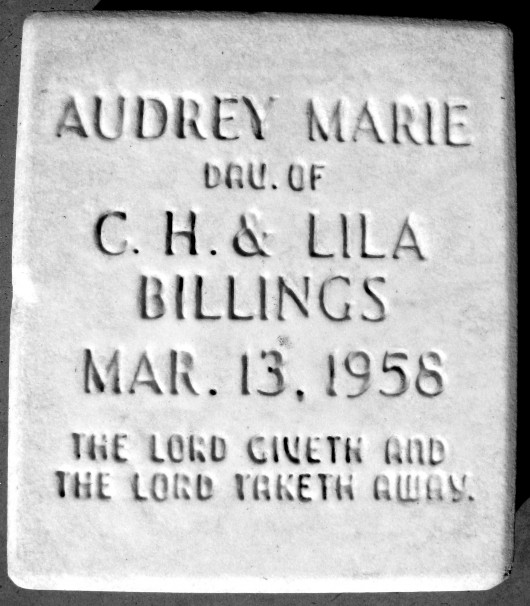 AUDREY MARIE
DAU. OF
C. H. & LILA
BILLINGS
MAR. 13, 1958
THE LORD GIVETH AND
THE LORD TAKETH AWAY.